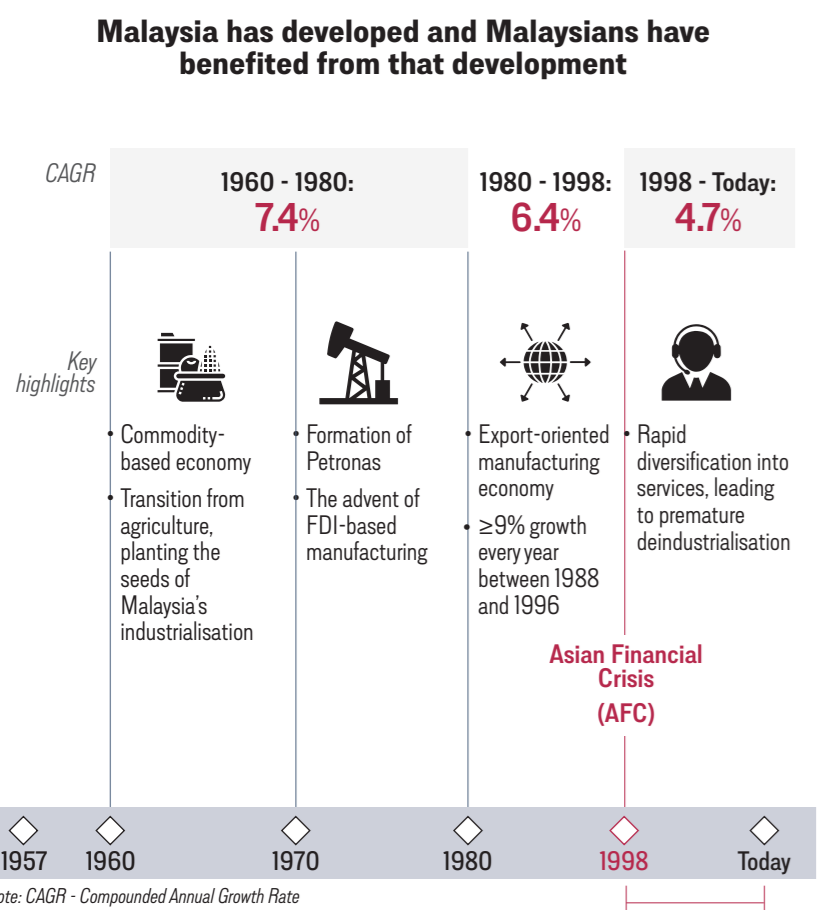 Malaysia has developed and Malaysians have
benefited from that development
CAGR
1960 - 1980:
7.4%
1980 - 1998:
6.4%
1998 - Today:
4.7%
Key
highlights
• Commodity-
based economy
• Transition from
agriculture,
planting the
seeds of
Malaysia's
industrialisation
• Formation of
Petronas
• The advent of
FDI-based
manufacturing
• Export-oriented
manufacturing
economy
• ≥9% growth
every year
between 1988
and 1996
• Rapid
diversification into
services, leading
to premature
deindustrialisation
Asian Financial
Crisis
(AFC)
1957
1960
1970
1980
1998
Today
ote: CAGR - Compounded Annual Growth Rate